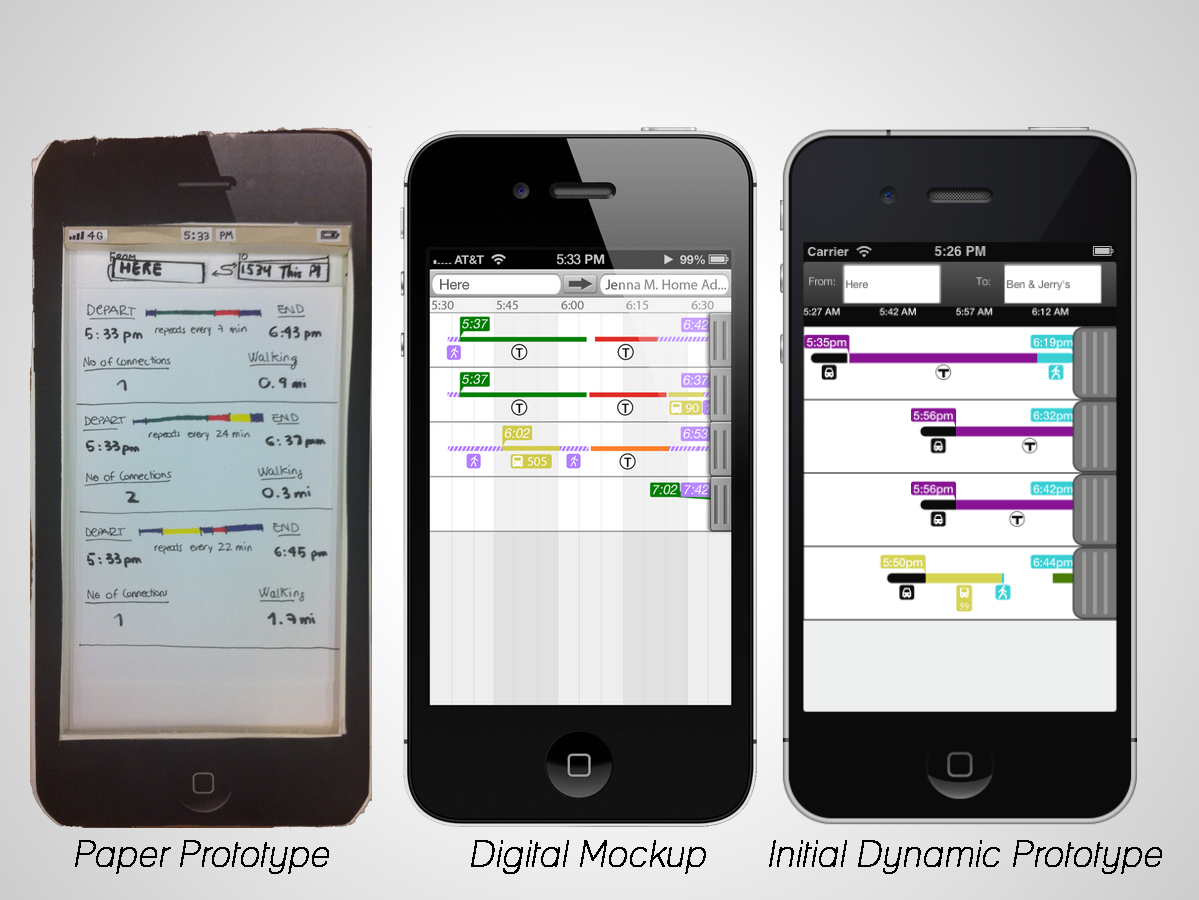 4G 5:33 PM
FROM TO
HERE 1534 This Pl
DEPART END
5:33pm repeats every 7 min 6:43pm
No of Connections Walking
1 0.9 mi
DEPART END
5:33pm repeats every 24 min 6:37pm
No of Connections Walking
2 0.3 mi
DEPART END
5:33pm repeats every 22 min 6:45 pm
No of Connections Walking
1 1.7 mi
Paper Prototype
AT&T 5:33 PM 99%
Here Jenna M. Home Ad...
5:30 5:45 6:00 6:15 6:30
5:37 6:42
T T
5:37 6:37
T T 90
6:02 6:53
505 T
7:02 7:42
Digital Mockup
Carrier 5:26 PM
From: Here To: Ben & Jerry's
5:27 AM 5:42 AM 5:57 AM 6:12 AM
5:35pm 6:19pm
T
5:56pm 6:32pm
T
5:56pm 6:42pm
T
5:50pm 6:44pm
59
Initial Dynamic Prototype